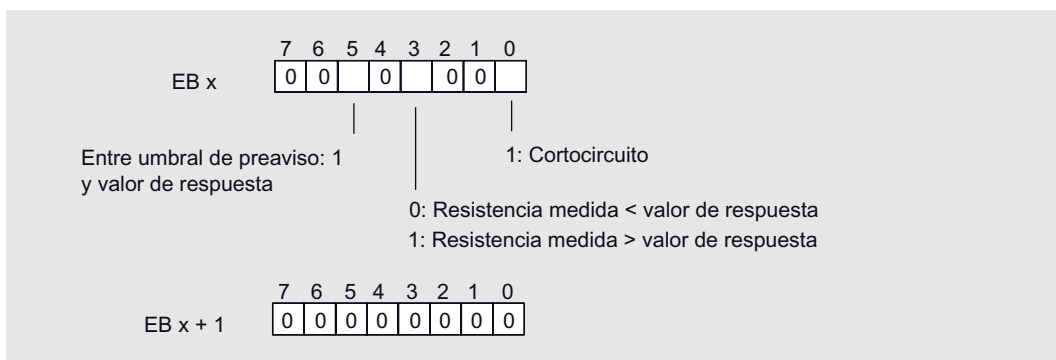 7 6 5 4 3 2 1 0
EB x 0 0 0 0 0
Entre umbral de preaviso: 1
y valor de respuesta
1: Cortocircuito
0: Resistencia medida < valor de respuesta
1: Resistencia medida > valor de respuesta
7 6 5 4 3 2 1 0
EB x + 1 0 0 0 0 0 0 0 0